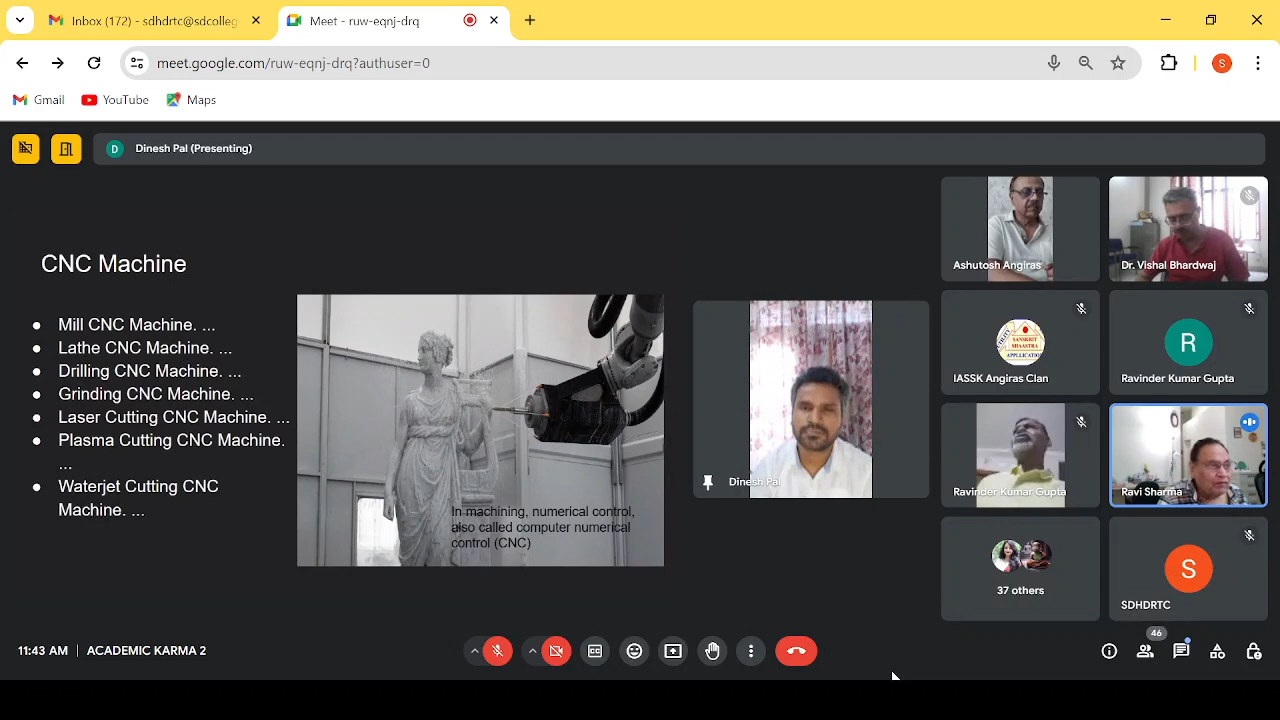 Inbox (172) - sdhdrtc@sdcolleg
Meet - ruw-eqnj-drq
meet.google.com/ruw-eqnj-drq?authuser=0
S
Gmail
YouTube
Maps
D
Dinesh Pal (Presenting)
CNC Machine
Mill CNC Machine. ...
Lathe CNC Machine. ...
Drilling CNC Machine. ...
Grinding CNC Machine. ...
Laser Cutting CNC Machine. ...
Plasma Cutting CNC Machine.
...
Waterjet Cutting CNC
Machine. ...
In machining, numerical control,
also called computer numerical
control (CNC)
Dinesh Pal
Ashutosh Angiras
Dr. Vishal Bhardwaj
SANSKRIT
SHAASTRA
APPLLICATION
UTILITY
IASSK Angiras Clan
R
Ravinder Kumar Gupta
Ravinder Kumar Gupta
Ravi Sharma
37 others
S
SDHDRTC
11:43 AM
ACADEMIC KARMA 2
46